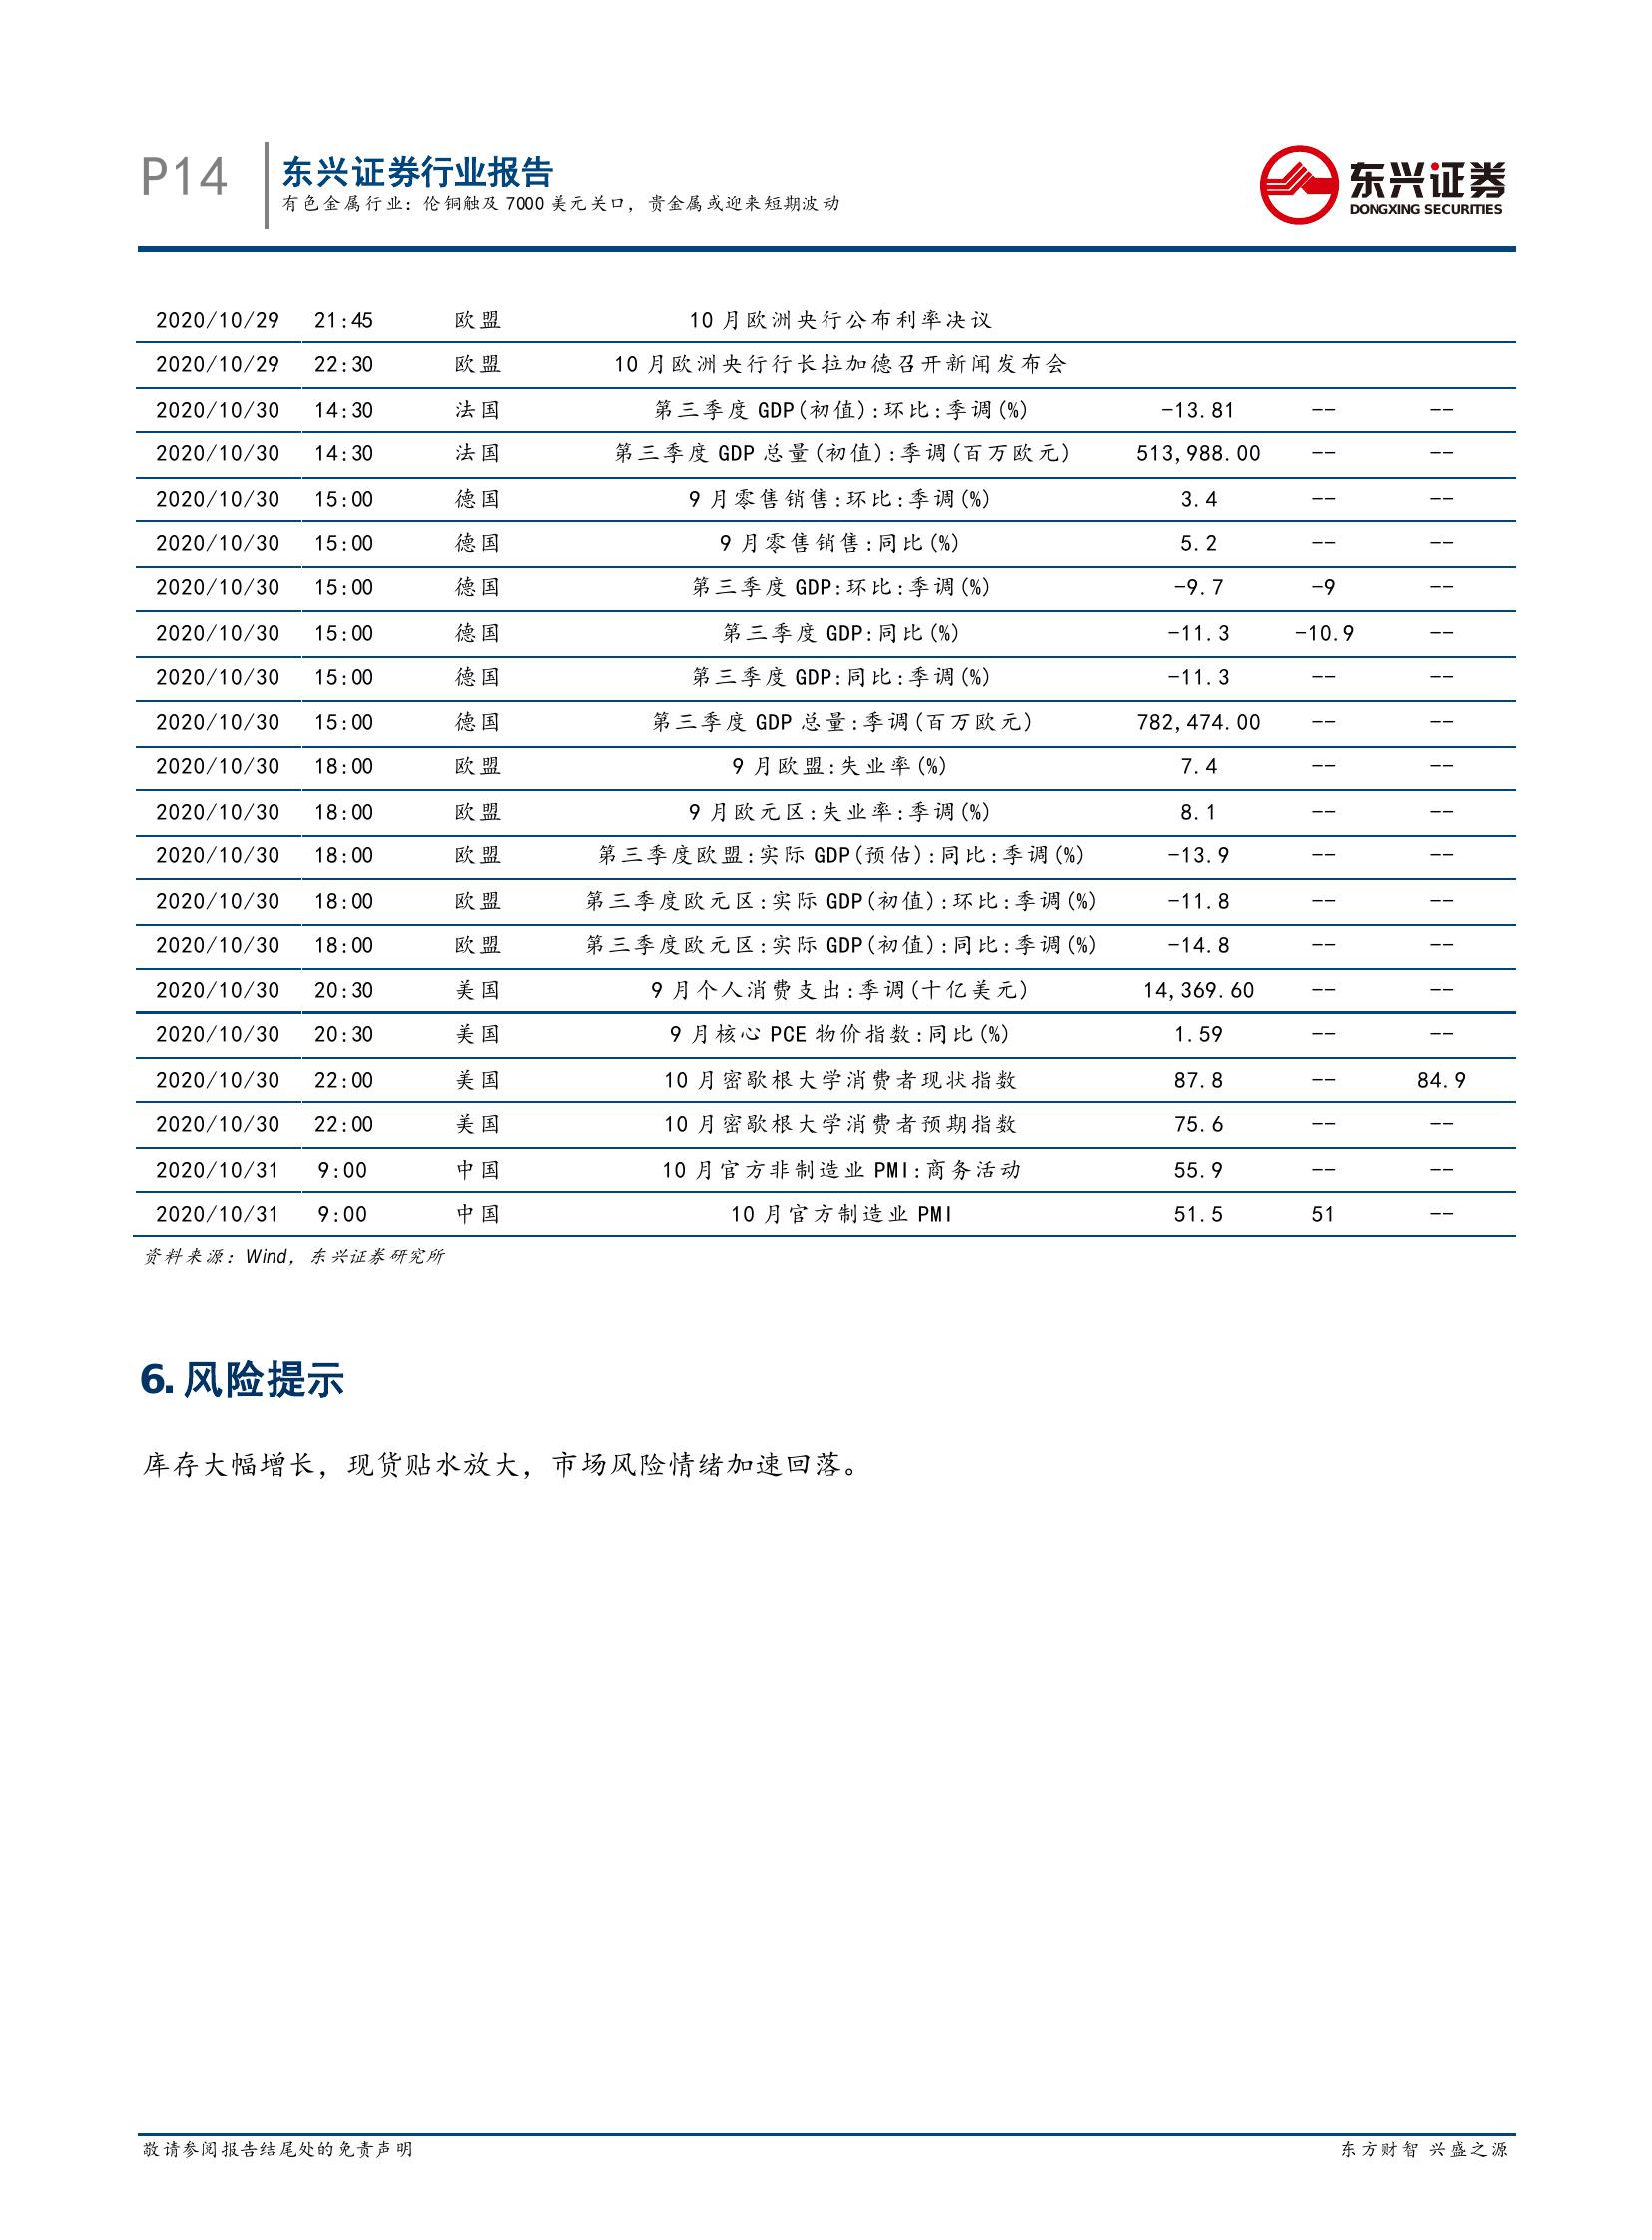 P14
东兴证券行业报告
有色金属行业：伦铜触及 7000 美元关口，贵金属或迎来短期波动
东兴证券
DONGXING SECURITIES
2020/10/29 21:45 欧盟 10 月欧洲央行公布利率决议
2020/10/29 22:30 欧盟 10 月欧洲央行行长拉加德召开新闻发布会
2020/10/30 14:30 法国 第三季度 GDP(初值):环比:季调(%) -13.81 -- --
2020/10/30 14:30 法国 第三季度 GDP 总量(初值):季调(百万欧元) 513,988.00 -- --
2020/10/30 15:00 德国 9 月零售销售:环比:季调(%) 3.4 -- --
2020/10/30 15:00 德国 9 月零售销售:同比(%) 5.2 -- --
2020/10/30 15:00 德国 第三季度 GDP:环比:季调(%) -9.7 -9 --
2020/10/30 15:00 德国 第三季度 GDP:同比(%) -11.3 -10.9 --
2020/10/30 15:00 德国 第三季度 GDP:同比:季调(%) -11.3 -- --
2020/10/30 15:00 德国 第三季度 GDP 总量:季调(百万欧元) 782,474.00 -- --
2020/10/30 18:00 欧盟 9 月欧盟:失业率(%) 7.4 -- --
2020/10/30 18:00 欧盟 9 月欧元区:失业率:季调(%) 8.1 -- --
2020/10/30 18:00 欧盟 第三季度欧盟:实际 GDP(预估):同比:季调(%) -13.9 -- --
2020/10/30 18:00 欧盟 第三季度欧元区:实际 GDP(初值):环比:季调(%) -11.8 -- --
2020/10/30 18:00 欧盟 第三季度欧元区:实际 GDP(初值):同比:季调(%) -14.8 -- --
2020/10/30 20:30 美国 9 月个人消费支出:季调(十亿美元) 14,369.60 -- --
2020/10/30 20:30 美国 9 月核心 PCE 物价指数:同比(%) 1.59 -- --
2020/10/30 22:00 美国 10 月密歇根大学消费者现状指数 87.8 -- 84.9
2020/10/30 22:00 美国 10 月密歇根大学消费者预期指数 75.6 -- --
2020/10/31 9:00 中国 10 月官方非制造业 PMI:商务活动 55.9 -- --
2020/10/31 9:00 中国 10 月官方制造业 PMI 51.5 51 --
资料来源：Wind，东兴证券研究所
6. 风险提示
库存大幅增长，现货贴水放大，市场风险情绪加速回落。
敬请参阅报告结尾处的免责声明 东方财智 兴盛之源